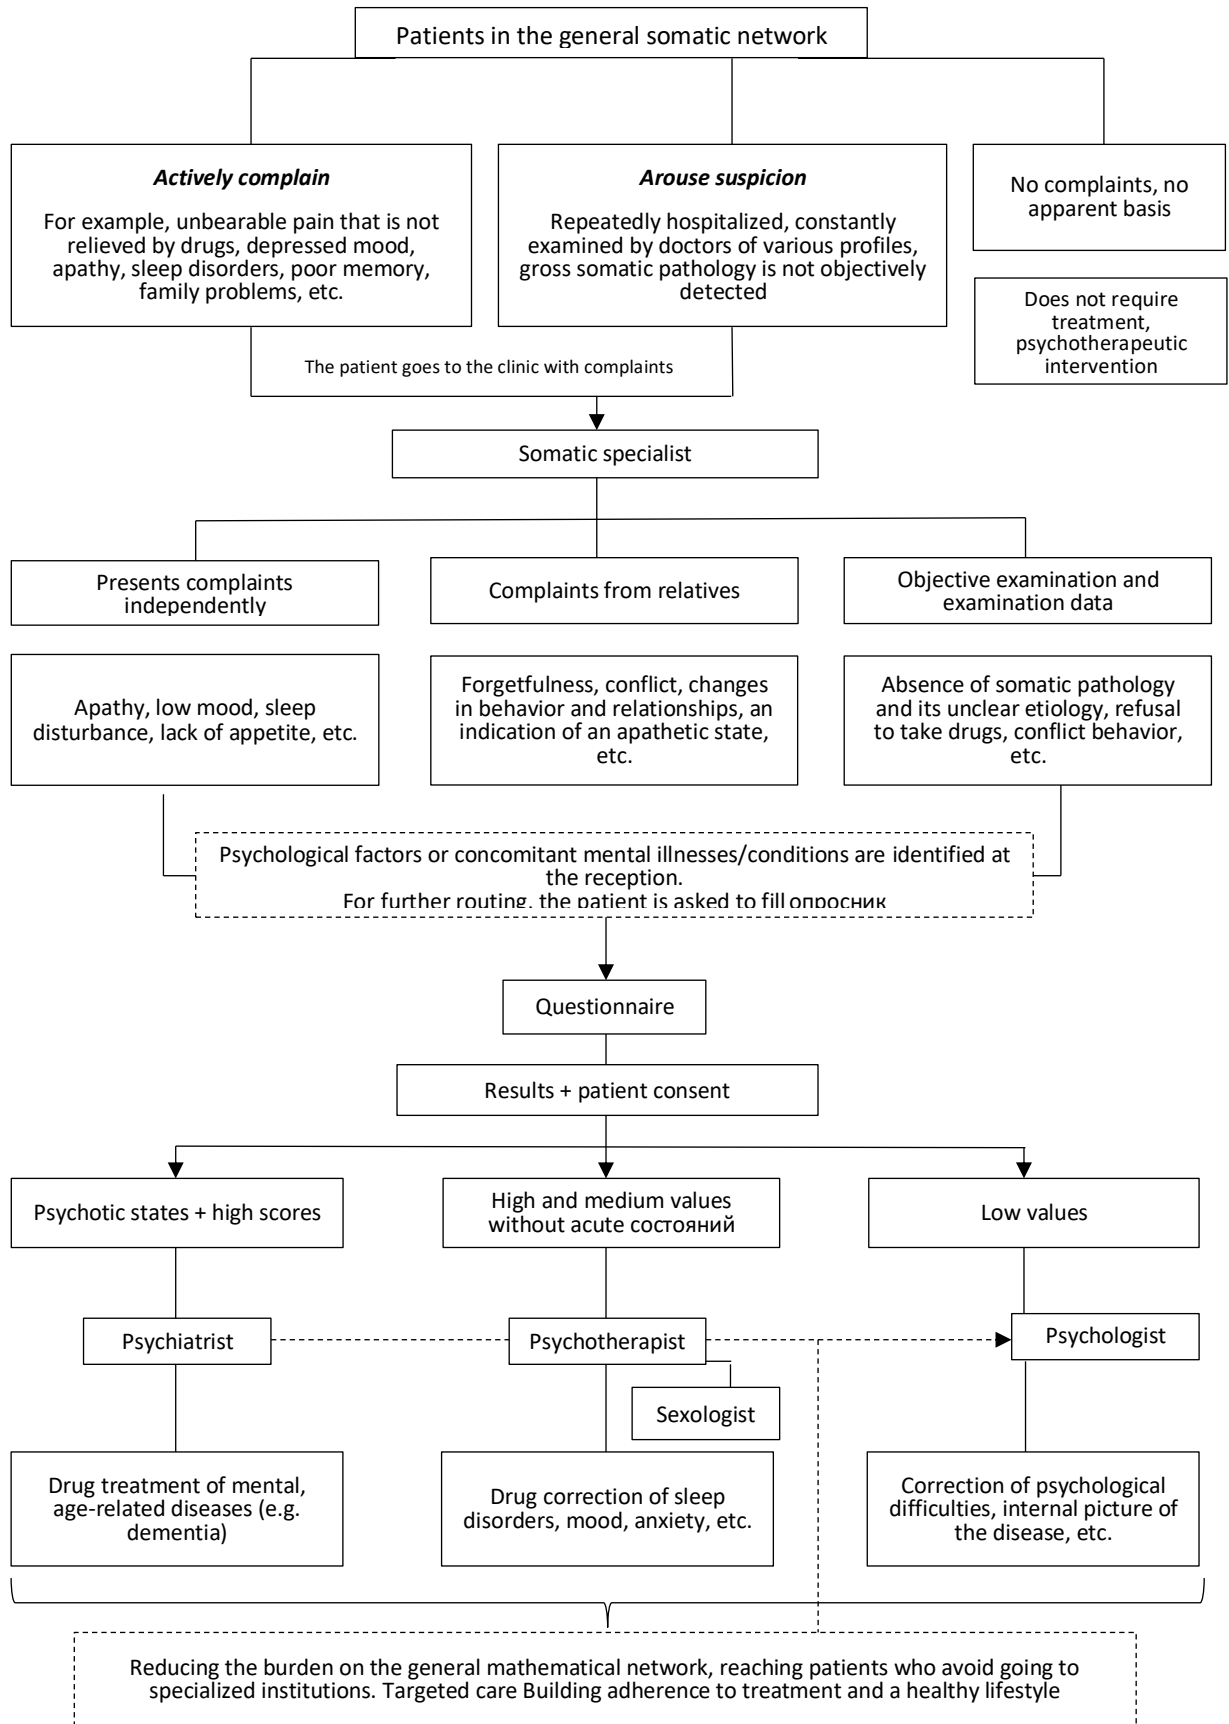 Patients in the general somatic network
Actively complain
For example, unbearable pain that is not
relieved by drugs, depressed mood,
apathy, sleep disorders, poor memory,
family problems, etc.
Arouse suspicion
Repeatedly hospitalized, constantly
examined by doctors of various profiles,
gross somatic pathology is not objectively
detected
No complaints, no
apparent basis
Does not require
treatment,
psychotherapeutic
intervention
The patient goes to the clinic with complaints
Somatic specialist
Presents complaints
independently
Complaints from relatives
Objective examination and
examination data
Apathy, low mood, sleep
disturbance, lack of appetite, etc.
Forgetfulness, conflict, changes
in behavior and relationships, an
indication of an apathetic state,
etc.
Absence of somatic pathology
and its unclear etiology, refusal
to take drugs, conflict behavior,
etc.
Psychological factors or concomitant mental illnesses/conditions are identified at
the reception.
For further routing, the patient is asked to fill опросник
Questionnaire
Results + patient consent
Psychotic states + high scores
High and medium values
without acute состояний
Low values
Psychiatrist
Psychotherapist
Psychologist
Sexologist
Drug treatment of mental,
age-related diseases (e.g.
dementia)
Drug correction of sleep
disorders, mood, anxiety, etc.
Correction of psychological
difficulties, internal picture of
the disease, etc.
Reducing the burden on the general mathematical network, reaching patients who avoid going to
specialized institutions. Targeted care Building adherence to treatment and a healthy lifestyle